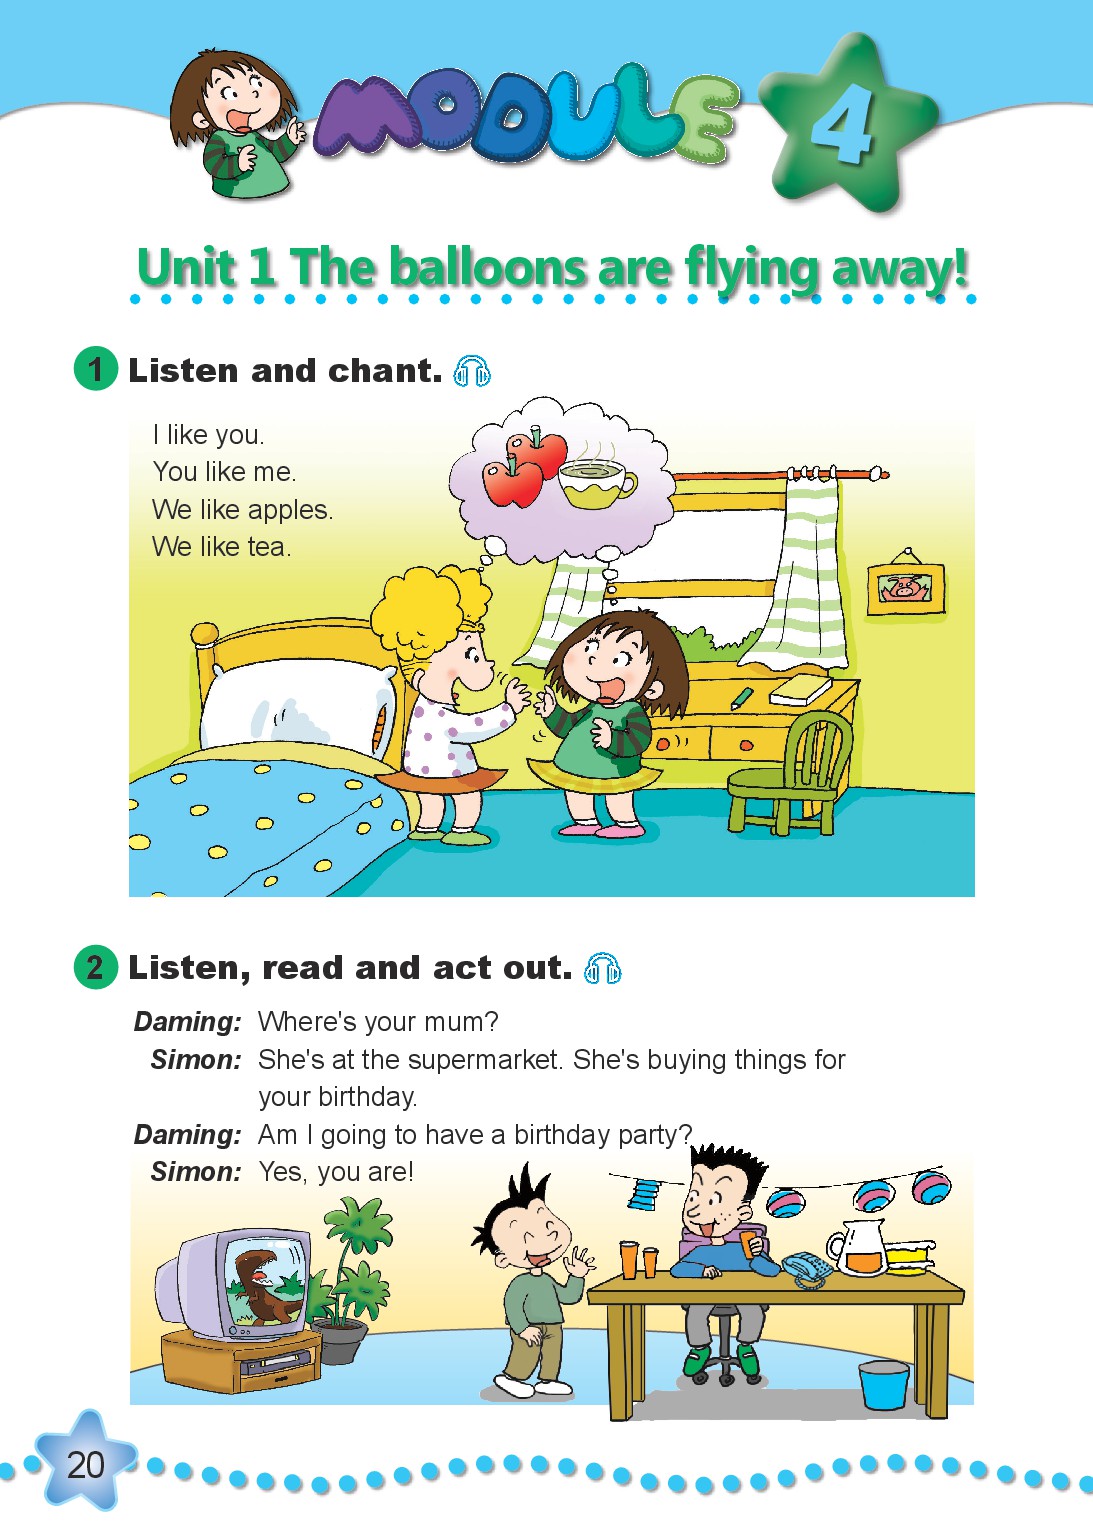 MODULE 4
Unit 1 The balloons are flying away!
1 Listen and chant.
I like you.
You like me.
We like apples.
We like tea.
2 Listen, read and act out.
Daming: Where's your mum?
Simon: She's at the supermarket. She's buying things for
your birthday.
Daming: Am I going to have a birthday party?
Simon: Yes, you are!
20